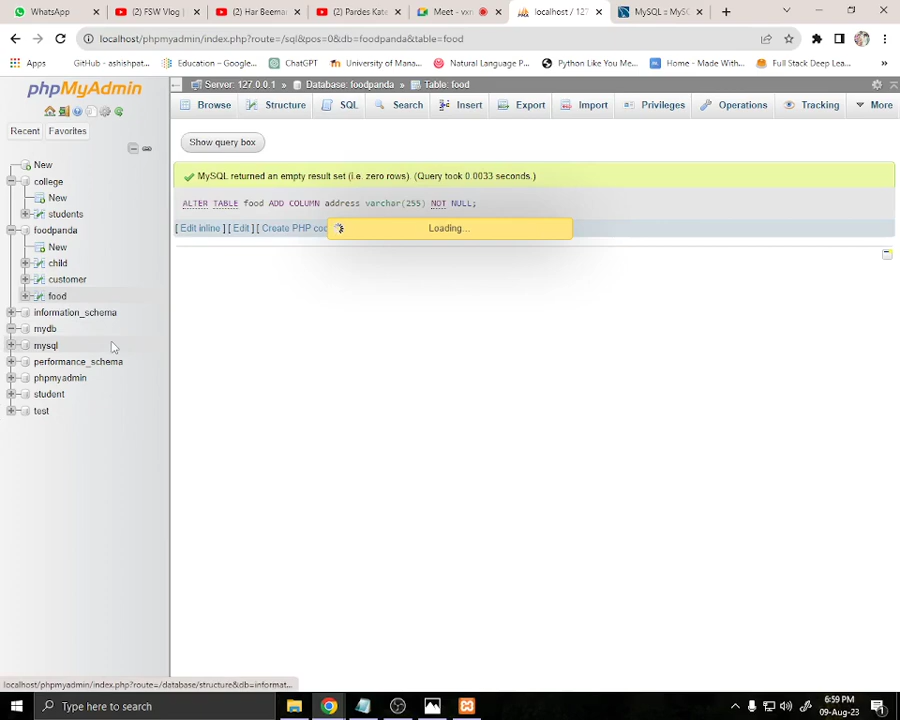 WhatsApp
(2) FSW Vlog |
(2) Har Beeman
(2) Pardes Kate
Meet - vxn
localhost / 127
MySQL :: MySC
localhost/phpmyadmin/index.php?route=/sql&pos=0&db=foodpanda&table=food
Apps
GitHub - ashishpat...
Education – Googl...
ChatGPT
University of Mana...
Natural Language P...
Python Like You Me...
Home - Made With...
Full Stack Deep Lea...
phpMyAdmin
Recent
Favorites
New
college
New
students
foodpanda
New
child
customer
food
information_schema
mydb
mysql
performance_schema
phpmyadmin
student
test
Server: 127.0.0.1 » Database: foodpanda » Table: food
Browse
Structure
SQL
Search
Insert
Export
Import
Privileges
Operations
Tracking
More
Show query box
MySQL returned an empty result set (i.e. zero rows). (Query took 0.0033 seconds.)
ALTER TABLE food ADD COLUMN address varchar(255) NOT NULL;
[ Edit inline ] [ Edit ] [ Create PHP cod
Loading...
localhost/phpmyadmin/index.php?route=/database/structure&db=informat...
Type here to search
6:59 PM
09-Aug-23
1